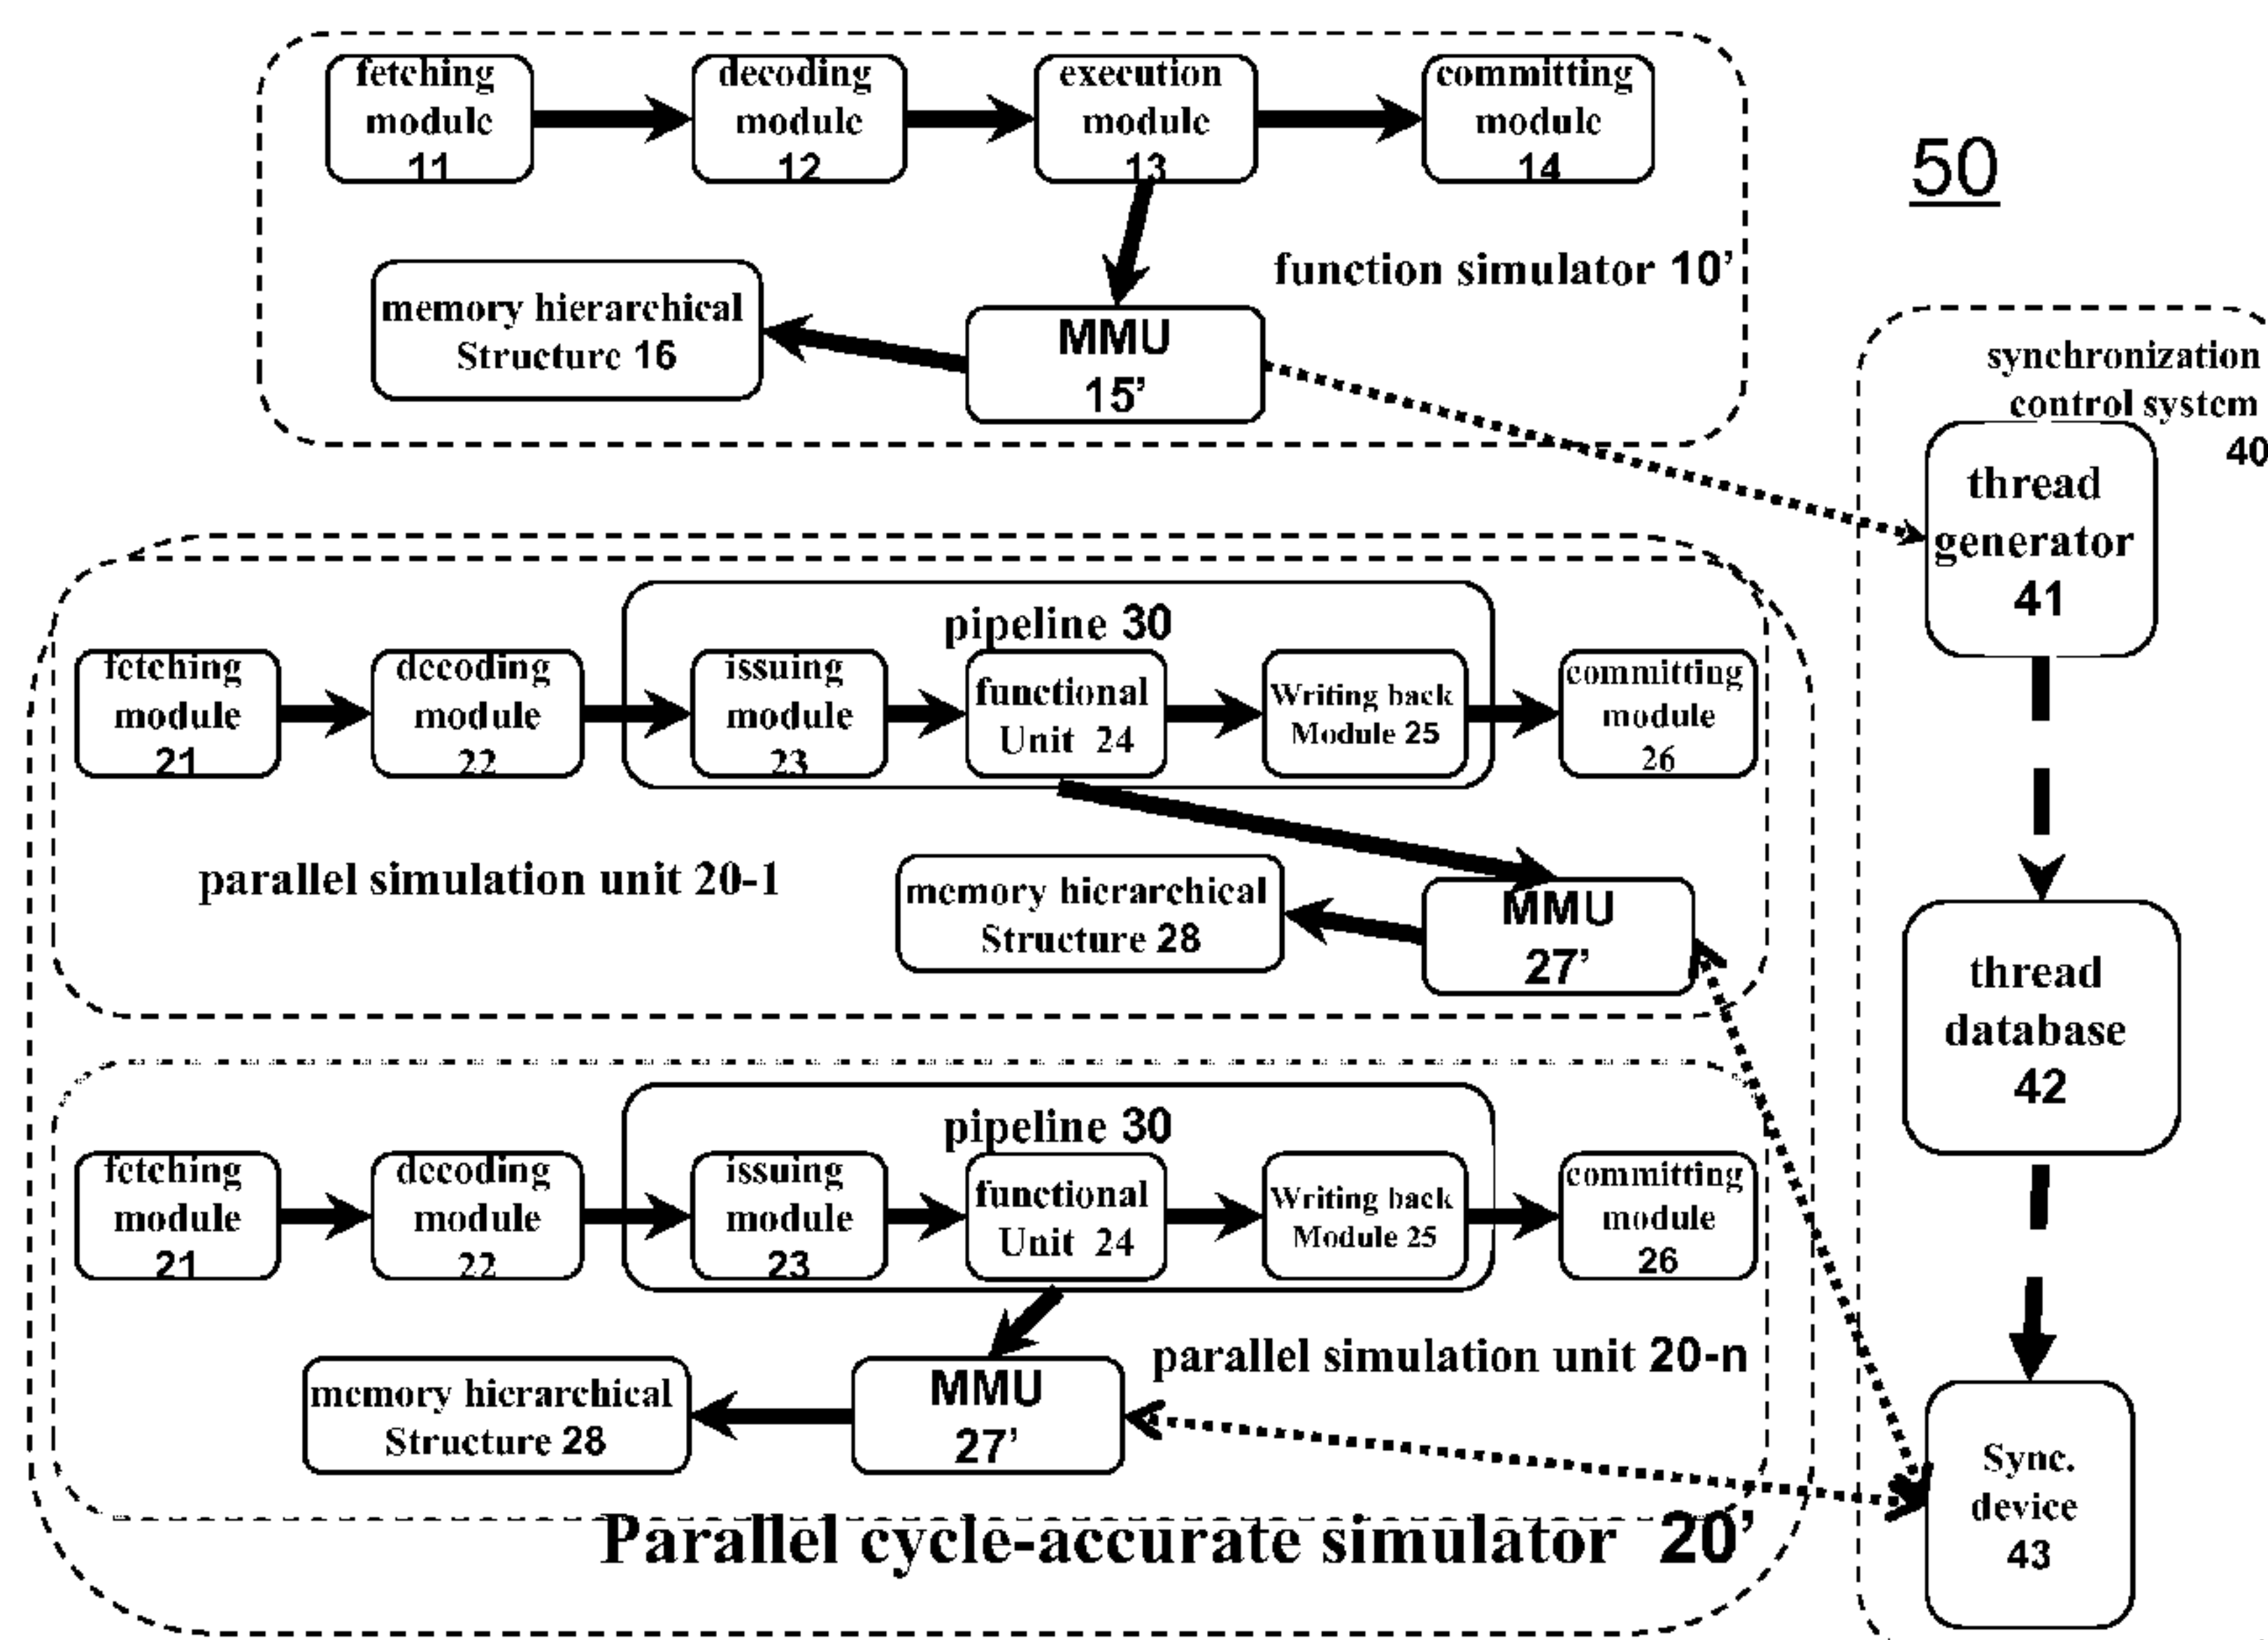 fetching
module
11
decoding
module
12
execution
module
13
committing
module
14
50
function simulator 10’
memory hierarchical
Structure 16
MMU
15’
synchronization
control system
40
thread
generator
41
pipeline 30
fetching
module
21
decoding
module
22
issuing
module
23
functional
Unit 24
Writing back
Module 25
committing
module
26
parallel simulation unit 20-1
memory hierarchical
Structure 28
MMU
27’
thread
database
42
pipeline 30
fetching
module
21
decoding
module
22
issuing
module
23
functional
Unit 24
Writing back
Module 25
committing
module
26
parallel simulation unit 20-n
memory hierarchical
Structure 28
MMU
27’
Sync.
device
43
Parallel cycle-accurate simulator 20’